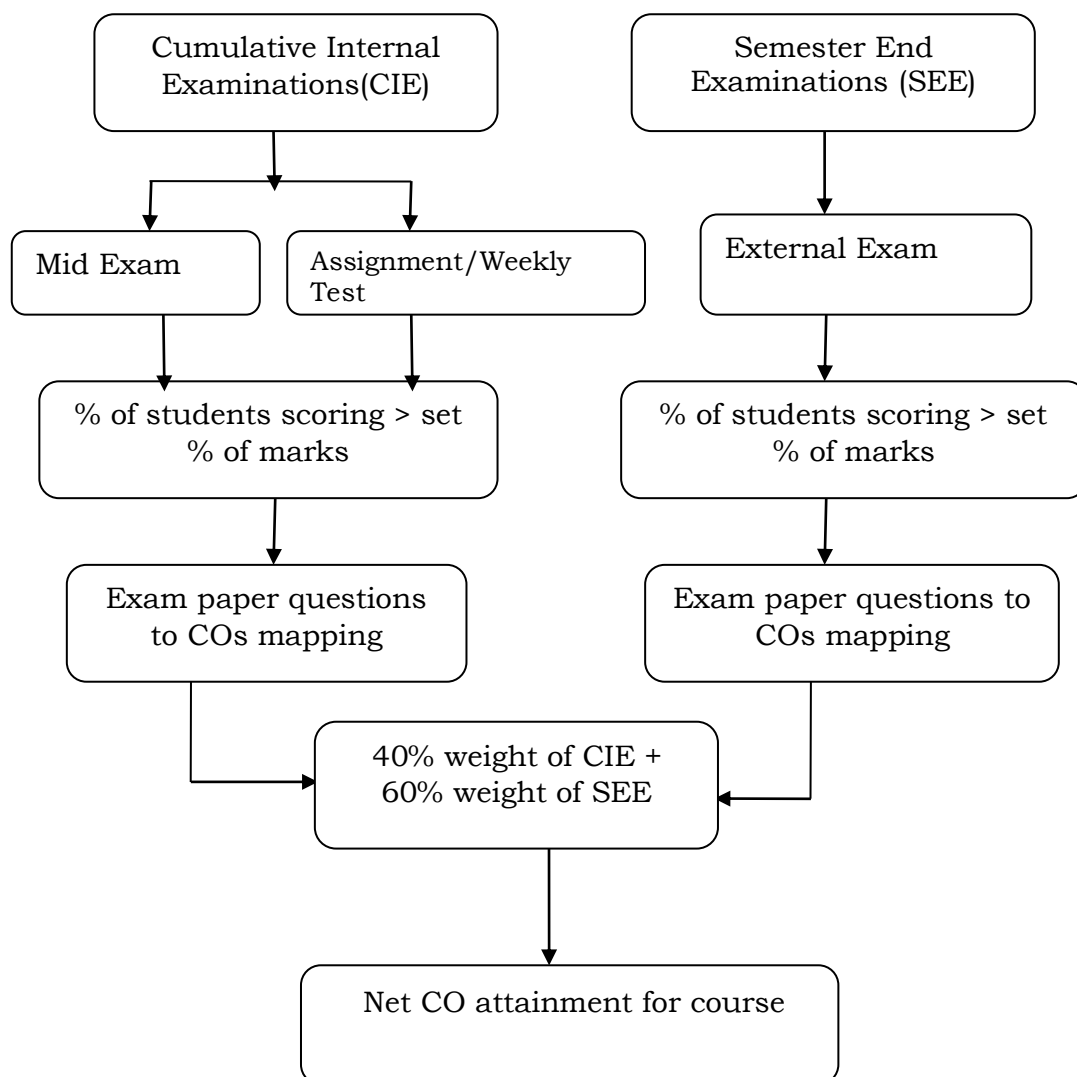 Cumulative Internal
Examinations(CIE)
Semester End
Examinations (SEE)
Mid Exam
Assignment/Weekly
Test
External Exam
% of students scoring > set
% of marks
% of students scoring > set
% of marks
Exam paper questions
to COs mapping
Exam paper questions to
COs mapping
40% weight of CIE +
60% weight of SEE
Net CO attainment for course